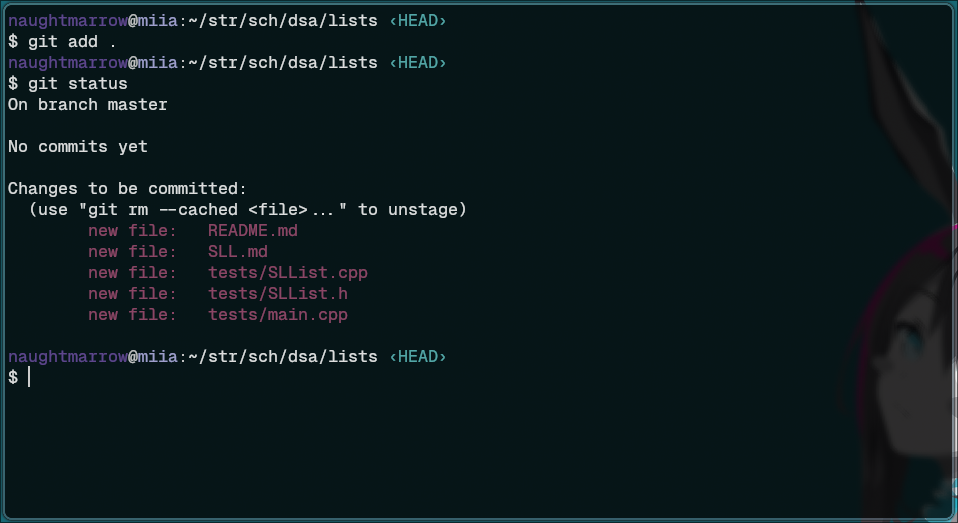 naughtmarrow@miia:~/str/sch/dsa/lists ‹HEAD›
$ git add .
naughtmarrow@miia:~/str/sch/dsa/lists ‹HEAD›
$ git status
On branch master

No commits yet

Changes to be committed:
  (use "git rm --cached <file>..." to unstage)
        new file:   README.md
        new file:   SLL.md
        new file:   tests/SLList.cpp
        new file:   tests/SLList.h
        new file:   tests/main.cpp

naughtmarrow@miia:~/str/sch/dsa/lists ‹HEAD›
$